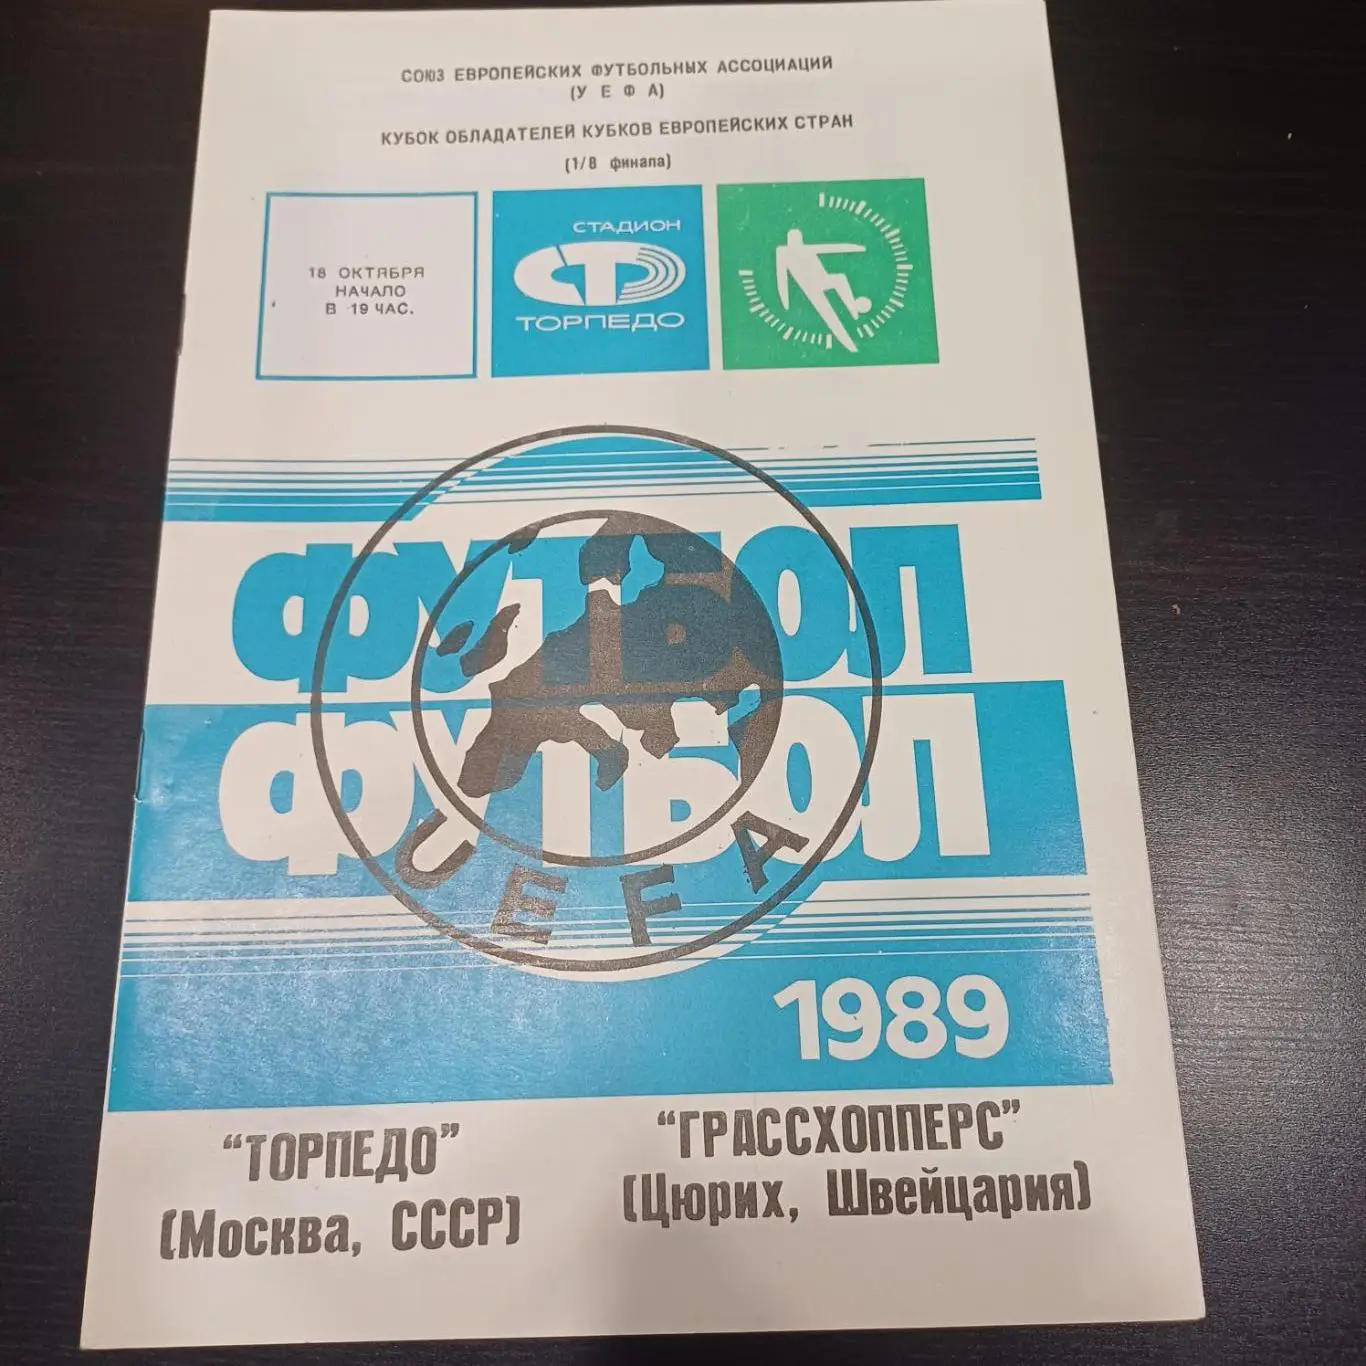 СОЮЗ ЕВРОПЕЙСКИХ ФУТБОЛЬНЫХ АССОЦИАЦИЙ
(У Е Ф А)
КУБОК ОБЛАДАТЕЛЕЙ КУБКОВ ЕВРОПЕЙСКИХ СТРАН
(1/8 финала)
18 ОКТЯБРЯ
НАЧАЛО
В 19 ЧАС.
СТАДИОН
ТОРПЕДО
ФУТБОЛ
ФУТБОЛ
UEFA
1989
“ТОРПЕДО”
(Москва, СССР)
“ГРАССХОППЕРС”
(Цюрих, Швейцария)